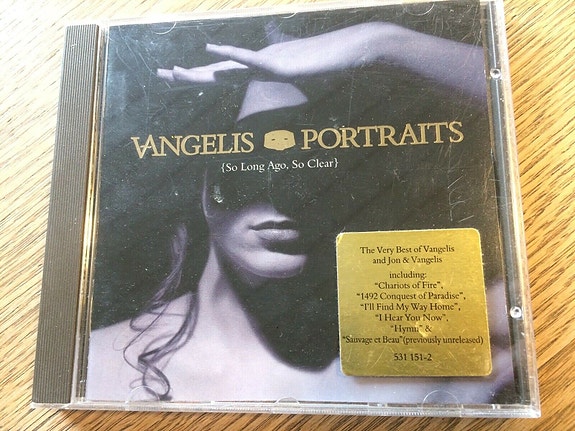 VANGELIS PORTRAITS
{So Long Ago, So Clear}
The Very Best of Vangelis
and Jon & Vangelis
including:
"Chariots of Fire",
"1492 Conquest of Paradise",
"I'll Find My Way Home",
"I Hear You Now",
"Hymn" &
"Sauvage et Beau"(previously unreleased)
531 151-2